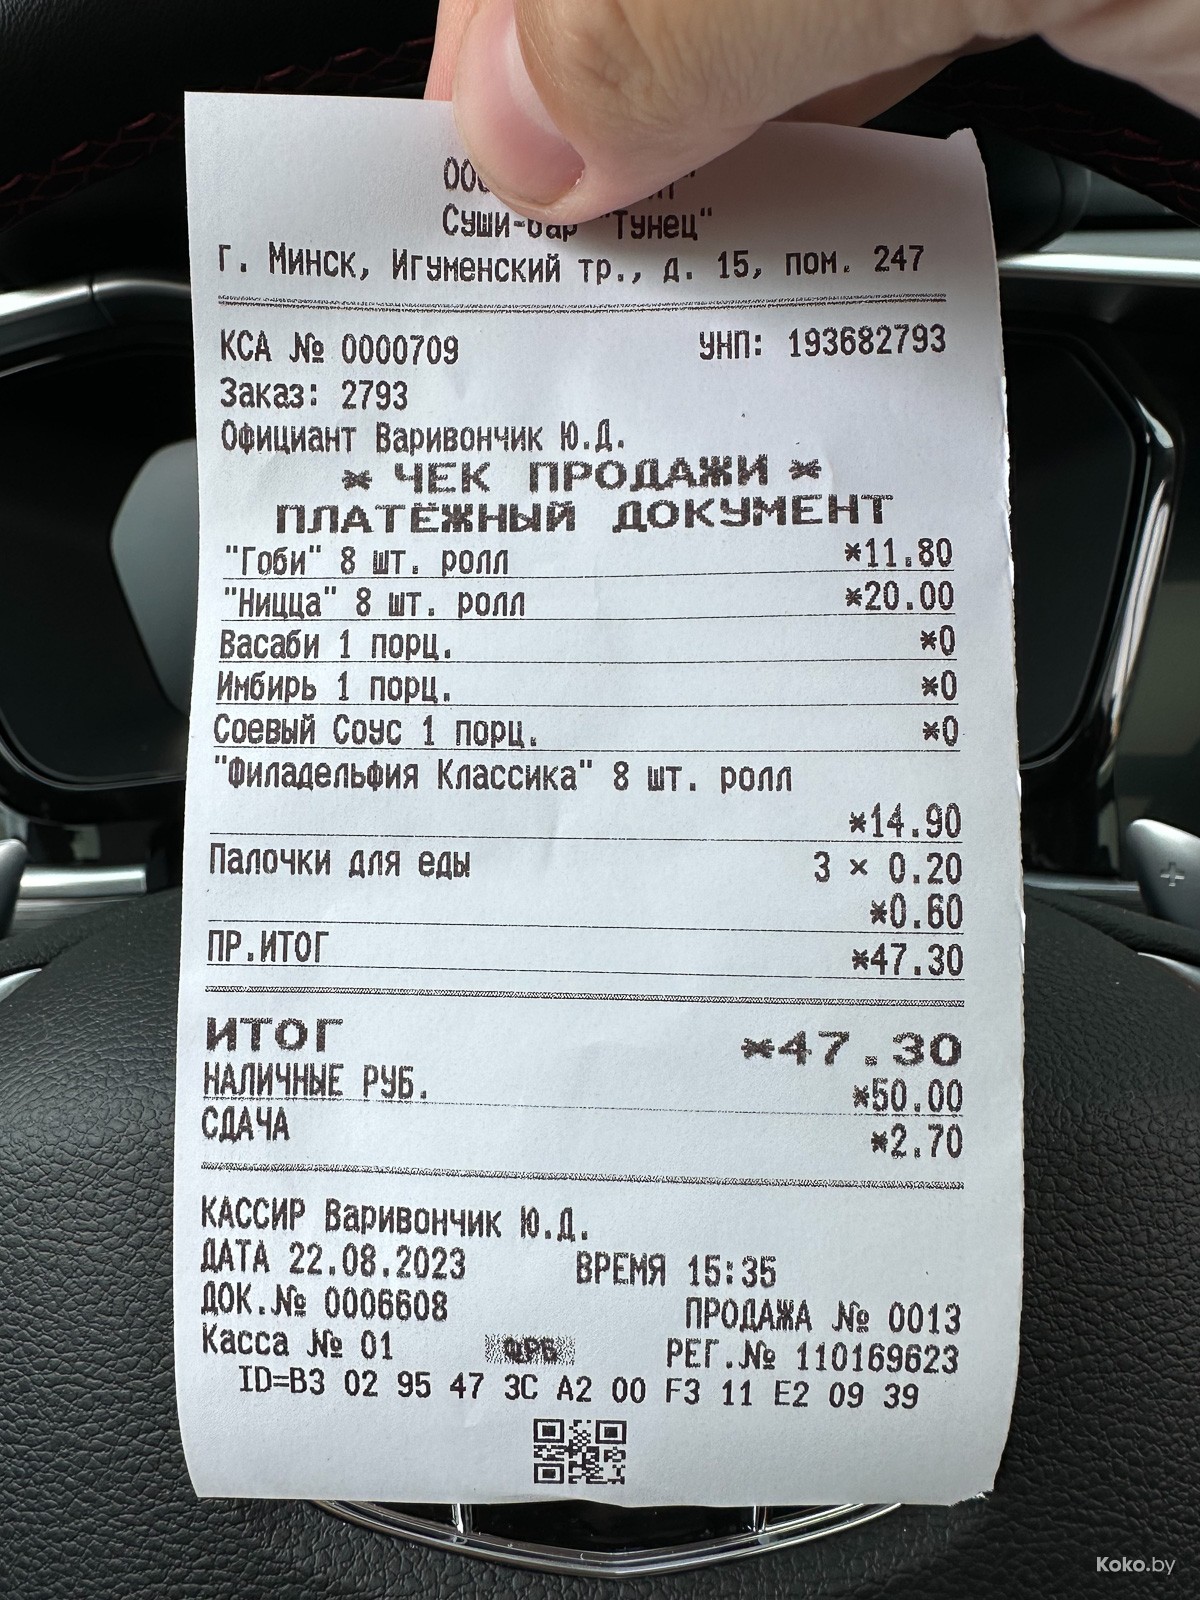 ООО
Суши-бар "Тунец"
г. Минск, Игуменский тр., д. 15, пом. 247
КСА № 0000709 УНП: 193682793
Заказ: 2793
Официант Варивончик Ю.Д.
* ЧЕК ПРОДАЖИ *
ПЛАТЁЖНЫЙ ДОКУМЕНТ
"Гоби" 8 шт. ролл *11.80
"Ницца" 8 шт. ролл *20.00
Васаби 1 порц. *0
Имбирь 1 порц. *0
Соевый Соус 1 порц. *0
"Филадельфия Классика" 8 шт. ролл
*14.90
Палочки для еды 3 × 0.20
*0.60
ПР.ИТОГ *47.30
ИТОГ *47.30
НАЛИЧНЫЕ РУБ. *50.00
СДАЧА *2.70
КАССИР Варивончик Ю.Д.
ДАТА 22.08.2023 ВРЕМЯ 15:35
ДОК.№ 0006608 ПРОДАЖА № 0013
Касса № 01 ФРБ РЕГ.№ 110169623
ID=B3 02 95 47 3C A2 00 F3 11 E2 09 39
Koko.by